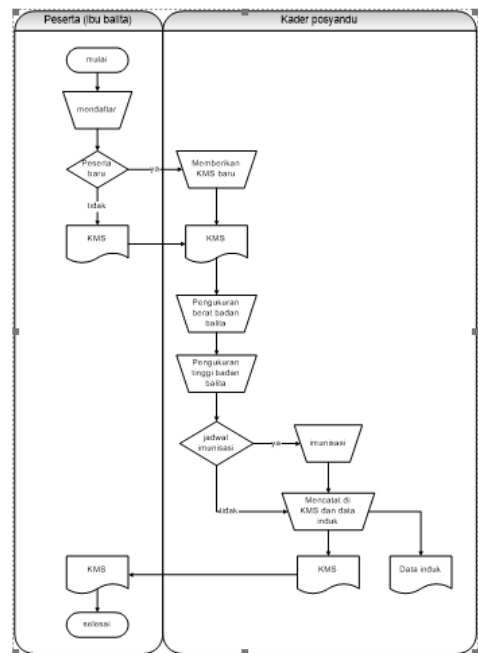 Peserta (Ibu balita)
Kader posyandu
mulai
mendaftar
Peserta
baru
ya
Memberikan
KMS baru
tidak
KMS
KMS
Pengukuran
berat badan
balita
Pengukuran
tinggi badan
balita
jadwal
imunisasi
ya
imunisasi
tidak
Mencatat di
KMS dan data
induk
KMS
KMS
Data induk
selesai